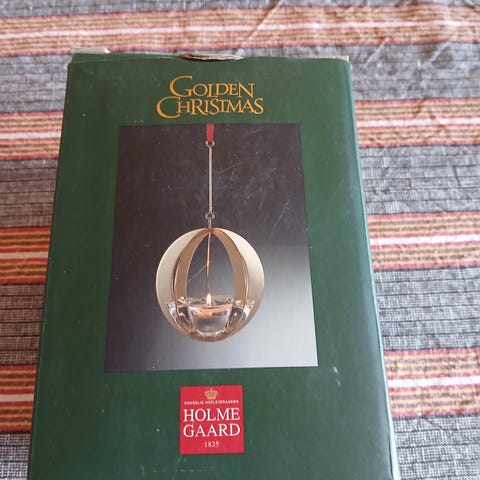 GOLDEN
CHRISTMAS
KONGELIG HOFLEVERANDØR
HOLME
GAARD
1825